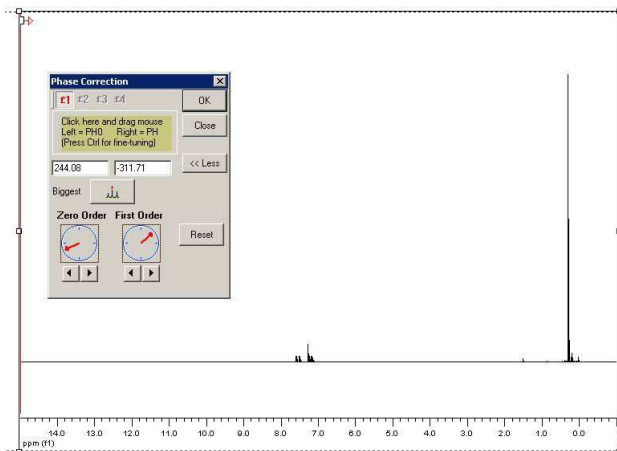 Phase Correction
f1 f2 f3 f4
OK
Click here and drag mouse
Left = PH0 Right = PH
(Press Ctrl for fine-tuning)
Close
244.08 -311.71
<< Less
Biggest
Zero Order First Order
Reset
14.0 13.0 12.0 11.0 10.0 9.0 8.0 7.0 6.0 5.0 4.0 3.0 2.0 1.0 0.0
ppm (f1)